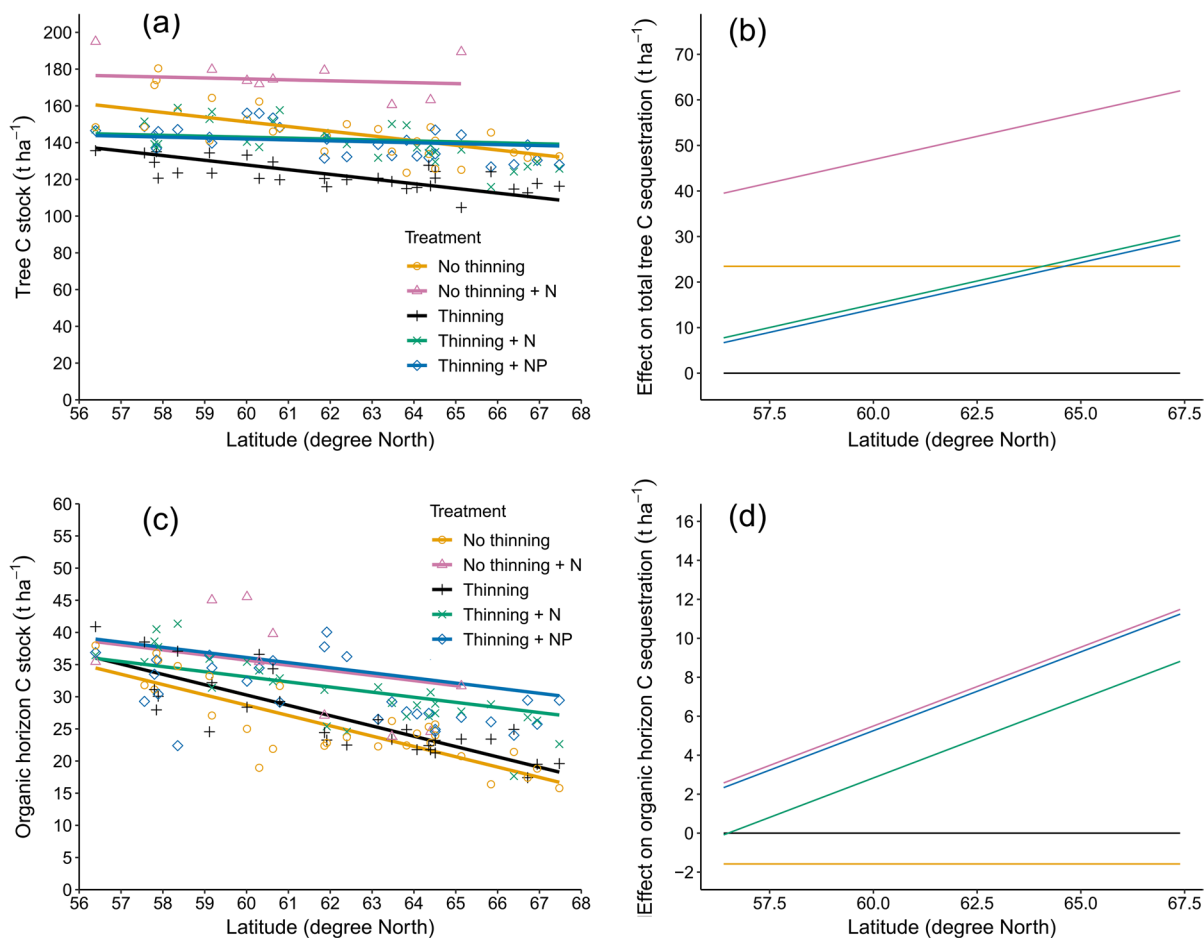 (a)
Tree C stock (t ha⁻¹)
200
180
160
140
120
100
80
60
40
20
0
Treatment
No thinning
No thinning + N
Thinning
Thinning + N
Thinning + NP
56 57 58 59 60 61 62 63 64 65 66 67 68
Latitude (degree North)
(b)
Effect on total tree C sequestration (t ha⁻¹)
70
60
50
40
30
20
10
0
57.5 60.0 62.5 65.0 67.5
Latitude (degree North)
(c)
Organic horizon C stock (t ha⁻¹)
60
55
50
45
40
35
30
25
20
15
10
5
0
Treatment
No thinning
No thinning + N
Thinning
Thinning + N
Thinning + NP
56 57 58 59 60 61 62 63 64 65 66 67 68
Latitude (degree North)
(d)
Effect on organic horizon C sequestration (t ha⁻¹)
16
14
12
10
8
6
4
2
0
−2
57.5 60.0 62.5 65.0 67.5
Latitude (degree North)